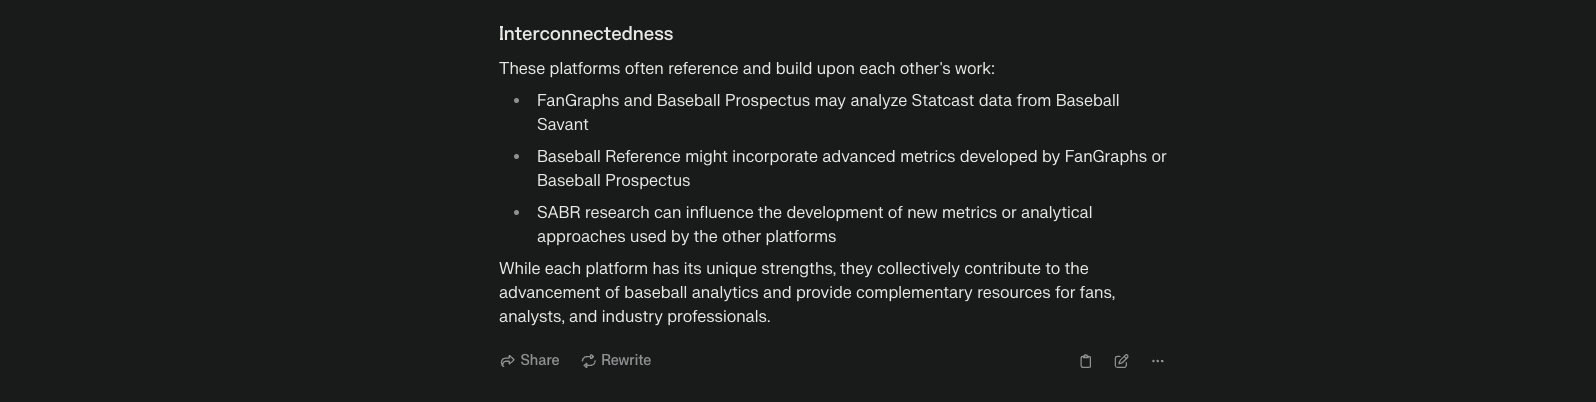 Interconnectedness
These platforms often reference and build upon each other's work:
• FanGraphs and Baseball Prospectus may analyze Statcast data from Baseball
Savant
• Baseball Reference might incorporate advanced metrics developed by FanGraphs or
Baseball Prospectus
• SABR research can influence the development of new metrics or analytical
approaches used by the other platforms
While each platform has its unique strengths, they collectively contribute to the
advancement of baseball analytics and provide complementary resources for fans,
analysts, and industry professionals.
Share Rewrite